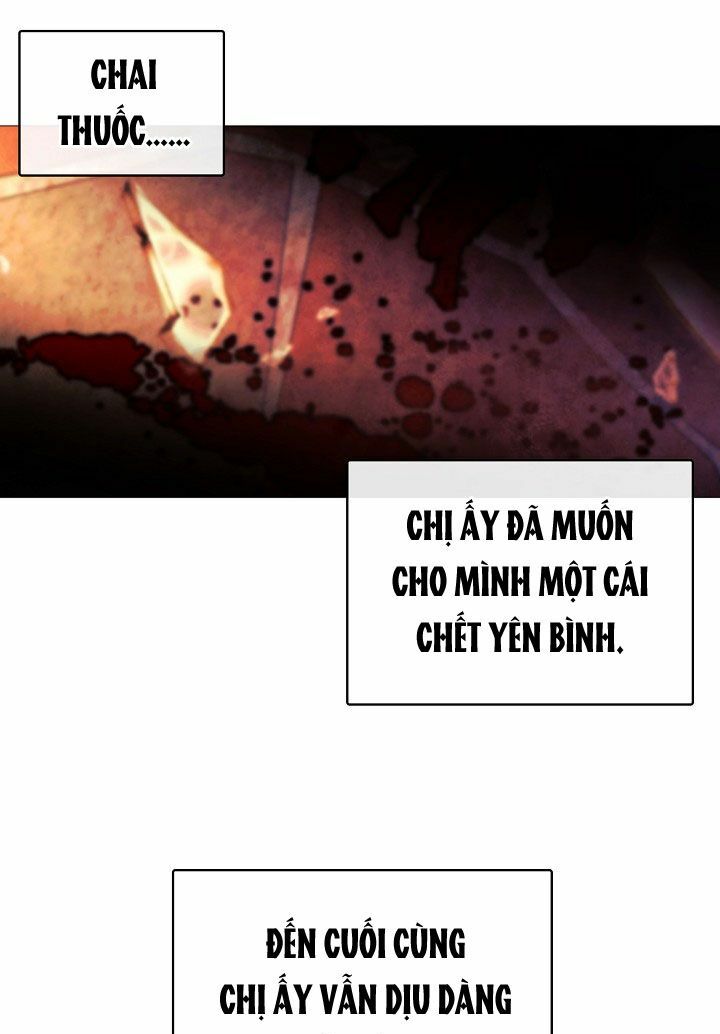 CHAI
THUỐC......
CHỊ ẤY ĐÃ MUỐN
CHO MÌNH MỘT CÁI
CHẾT YÊN BÌNH.
ĐẾN CUỐI CÙNG
CHỊ ẤY VẪN DỊU DÀNG